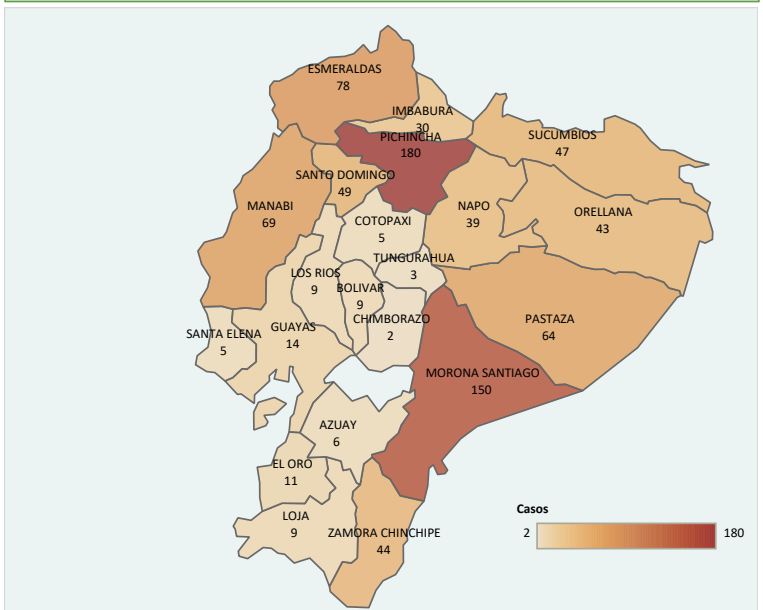 ESMERALDAS
78
IMBABURA
30
PICHINCHA
180
SUCUMBIOS
47
SANTO DOMINGO
49
MANABI
69
NAPO
39
ORELLANA
43
COTOPAXI
5
TUNGURAHUA
3
LOS RIOS
9
BOLIVAR
9
CHIMBORAZO
2
SANTA ELENA
5
GUAYAS
14
PASTAZA
64
MORONA SANTIAGO
150
AZUAY
6
EL ORO
11
LOJA
9
ZAMORA CHINCHIPE
44
Casos
2
180